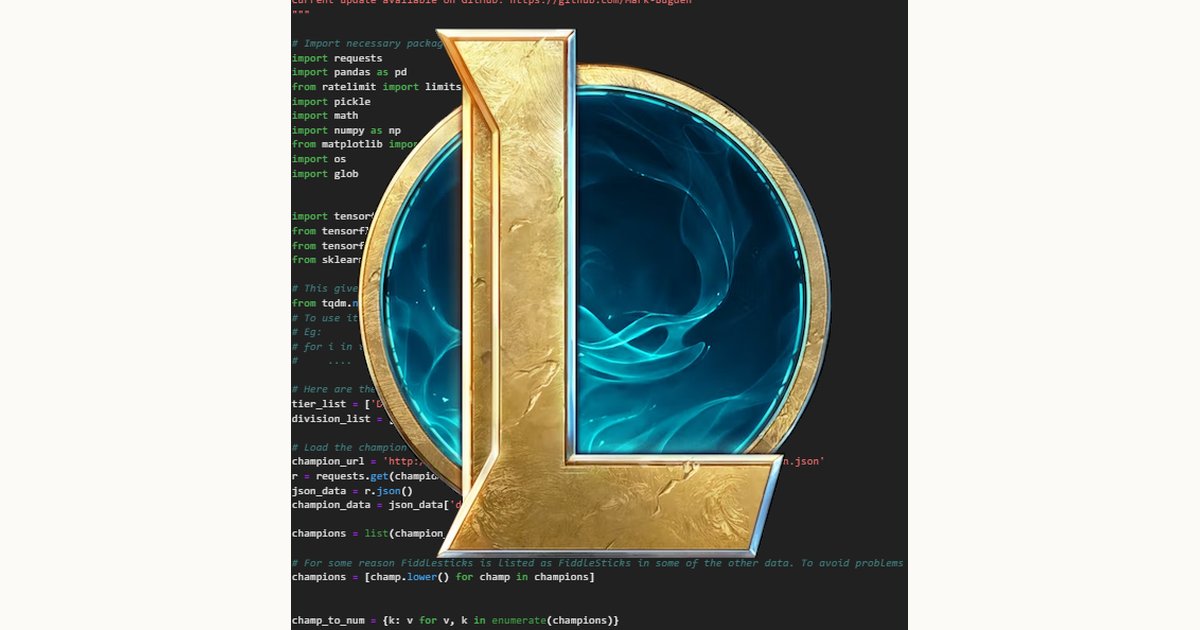 Current update available on GitHub: https://github.com/Mark-Bugden
"""
# Import necessary packag
import requests
import pandas as pd
from ratelimit import limits
import pickle
import math
import numpy as np
from matplotlib impor
import os
import glob
import tensorf
from tensorfl
from tensorf
from sklear
# This give
from tqdm.n
# To use it
# Eg:
# for i in
# ....
# Here are the
tier_list = ['D
division_list =
# Load the champion
champion_url = 'http: n.json'
r = requests.get(champio
json_data = r.json()
champion_data = json_data['d
champions = list(champion
# For some reason Fiddlesticks is listed as FiddleSticks in some of the other data. To avoid problems
champions = [champ.lower() for champ in champions]
champ_to_num = {k: v for v, k in enumerate(champions)}
L